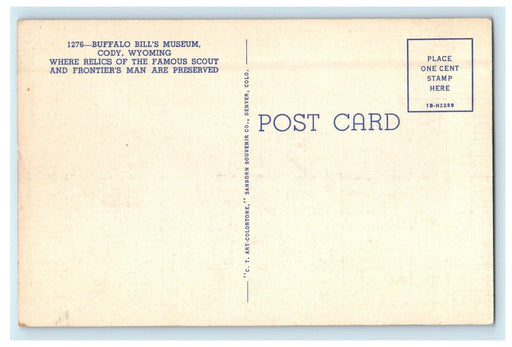 1276—BUFFALO BILL'S MUSEUM,
CODY, WYOMING
WHERE RELICS OF THE FAMOUS SCOUT
AND FRONTIER'S MAN ARE PRESERVED
"C. T. ART-COLORTONE," SANBORN SOUVENIR CO., DENVER, COLO.
POST CARD
PLACE
ONE CENT
STAMP
HERE
1B-H2289